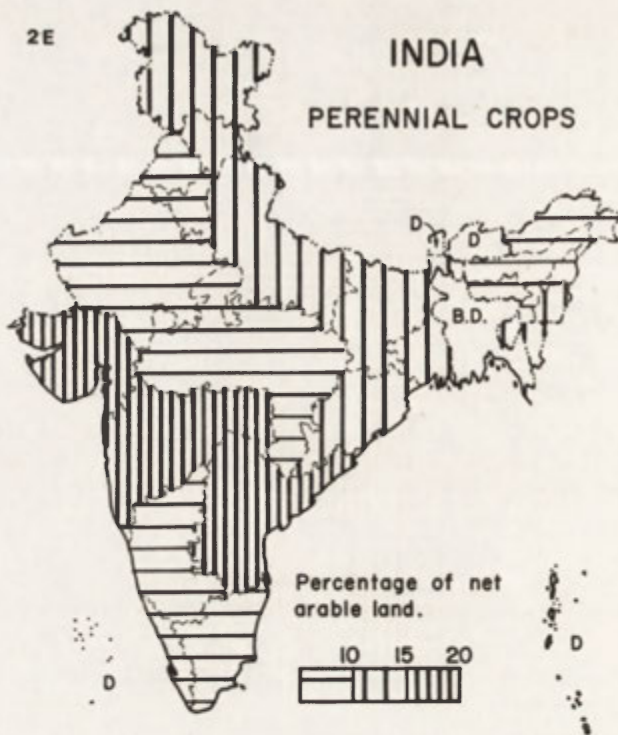 2E
INDIA
PERENNIAL CROPS
D
D
B.D.
Percentage of net
arable land.
10 15 20
D
D